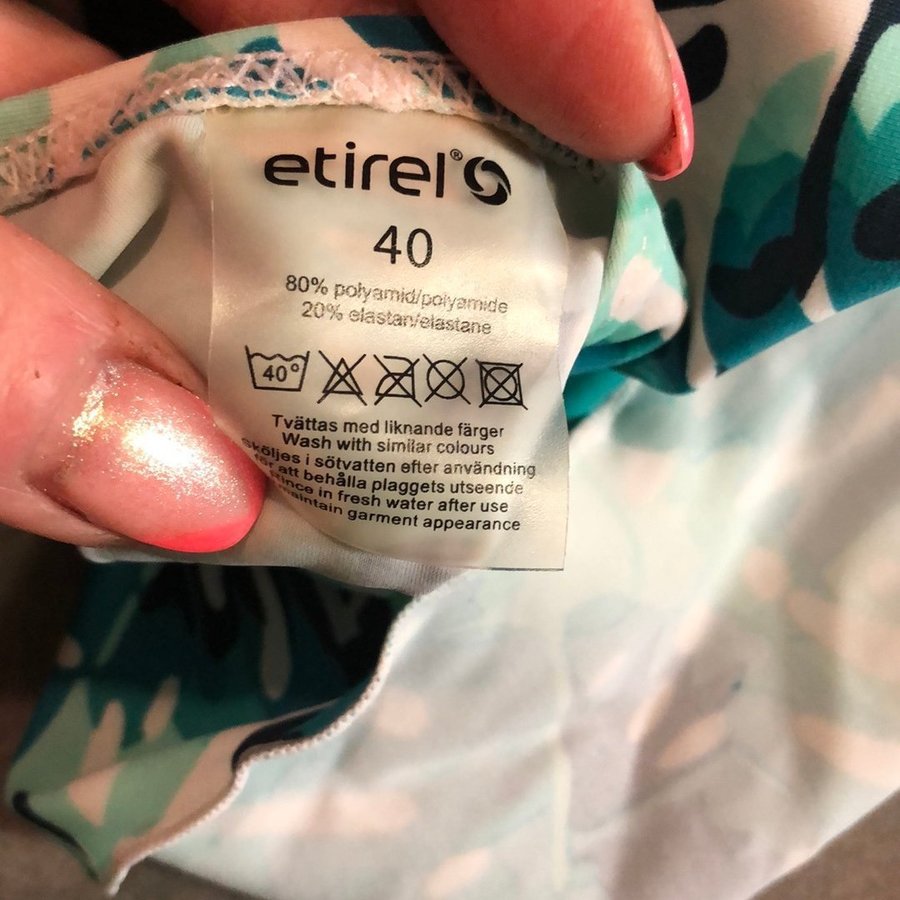 etirel®
40
80% polyamid/polyamide
20% elastan/elastane
40°
Tvättas med liknande färger
Wash with similar colours
sköljes i sötvatten efter användning
för att behålla plaggets utseende
rince in fresh water after use
maintain garment appearance